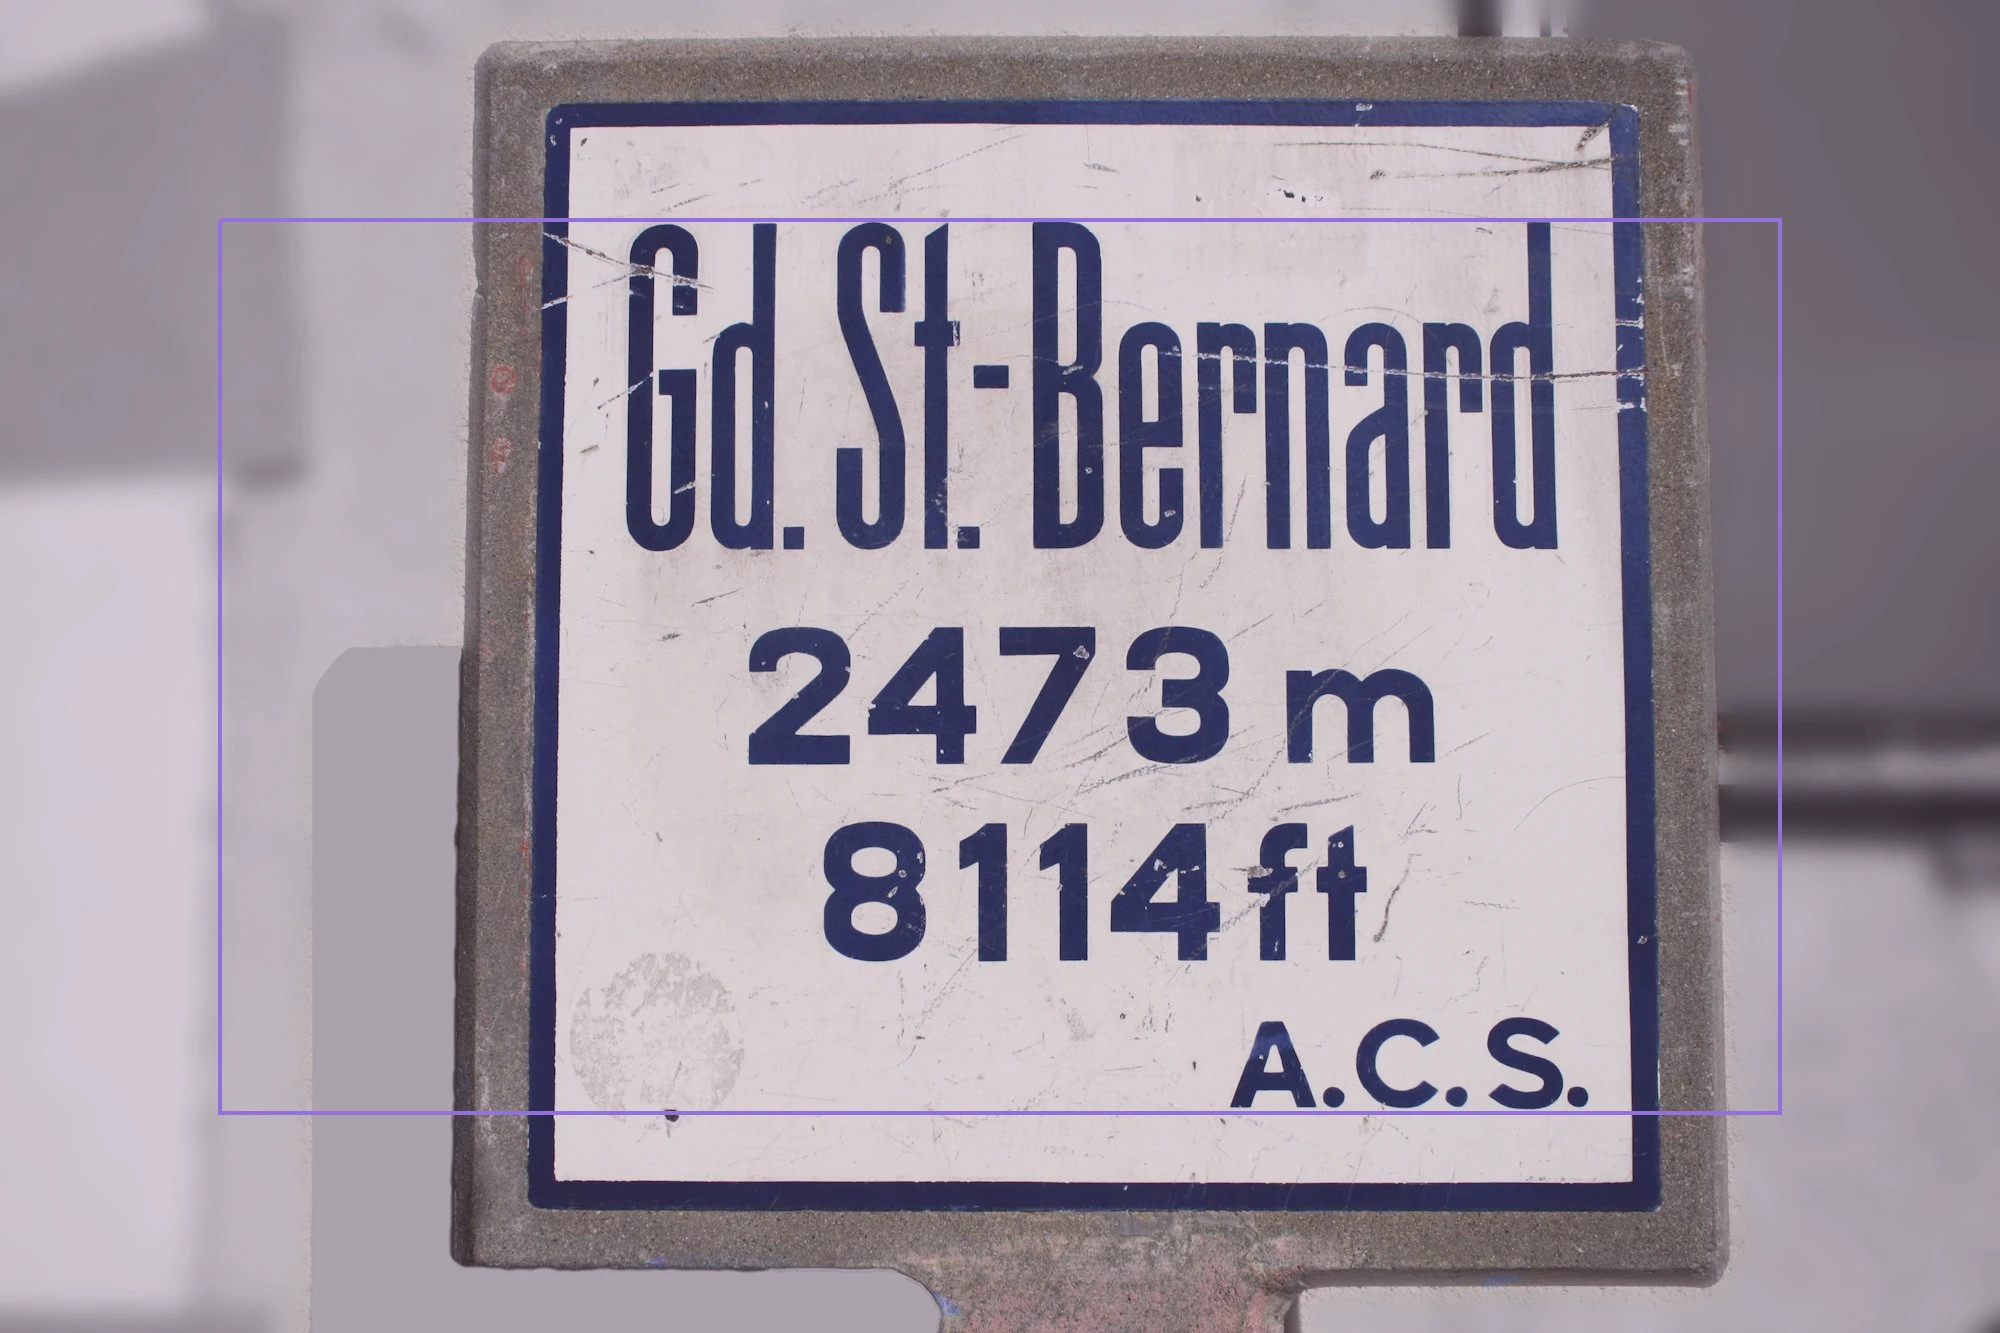 Gd. St.-Bernard
2473 m
8114 ft
A.C.S.